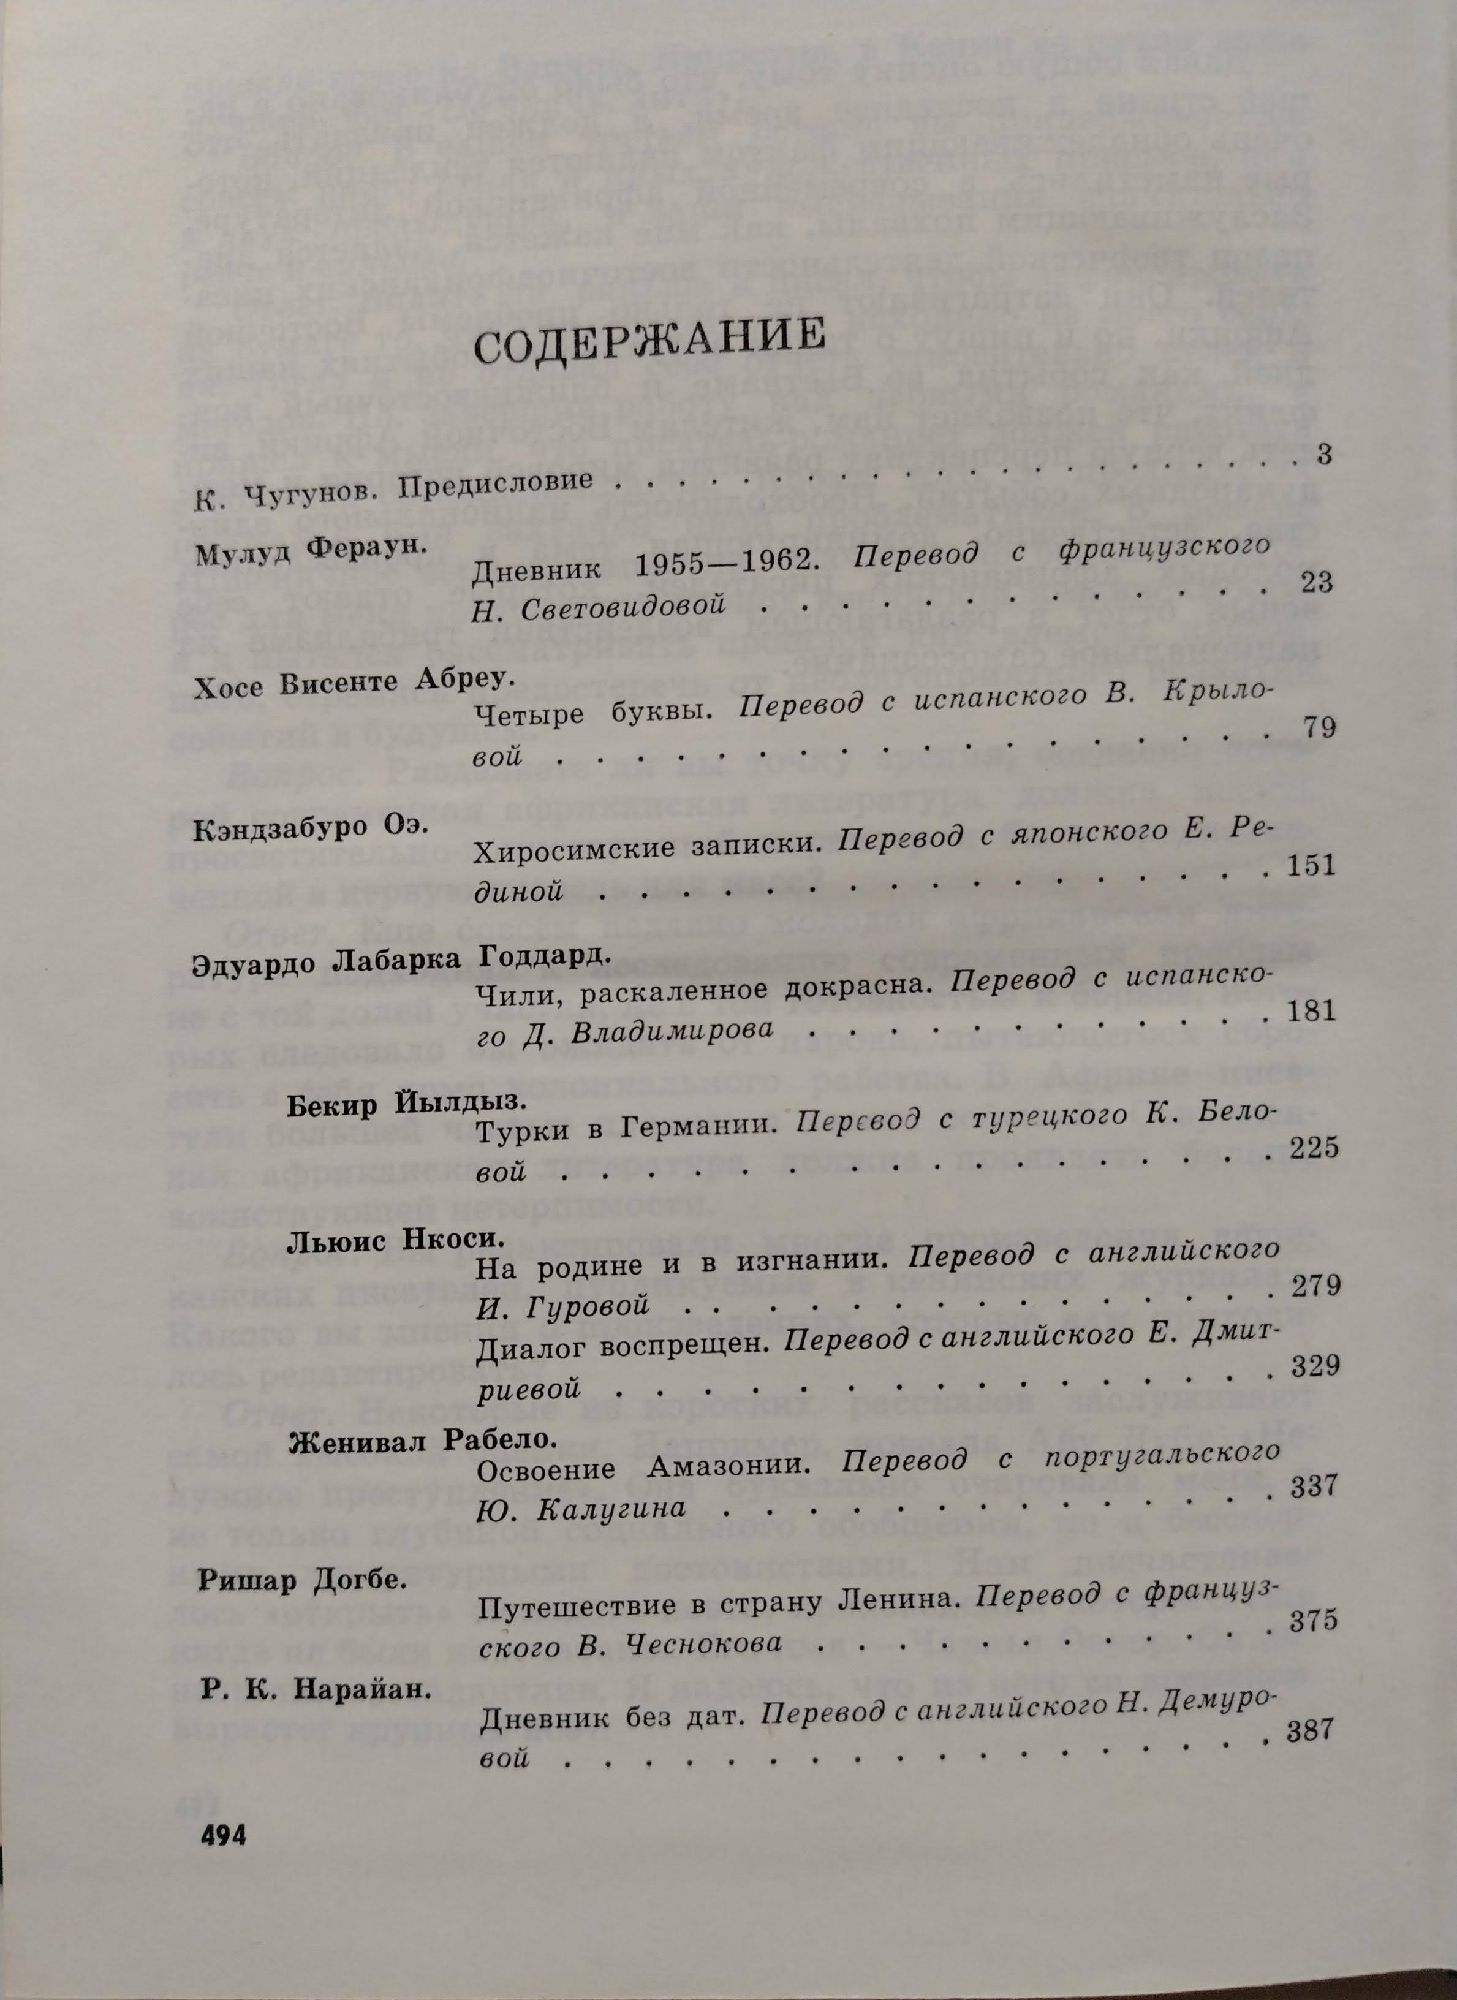 СОДЕРЖАНИЕ
К. Чугунов. Предисловие . . . . . . . . . . . . . . . . . . . . . 3
Мулуд Фераун.
Дневник 1955—1962. Перевод с французского
Н. Световидовой . . . . . . . . . . . . . 23
Хосе Висенте Абреу.
Четыре буквы. Перевод с испанского В. Крыло-
вой . . . . . . . . . . . . . . . . . . 79
Кэндзабуро Оэ.
Хиросимские записки. Перевод с японского Е. Ре-
диной . . . . . . . . . . . . . . . . 151
Эдуардо Лабарка Годдард.
Чили, раскаленное докрасна. Перевод с испанско-
го Д. Владимирова . . . . . . . . . . . . 181
Бекир Йылдыз.
Турки в Германии. Перевод с турецкого К. Бело-
вой . . . . . . . . . . . . . . . . . 225
Льюис Нкоси.
На родине и в изгнании. Перевод с английского
И. Гуровой . . . . . . . . . . . . . . 279
Диалог воспрещен. Перевод с английского Е. Дмит-
риевой . . . . . . . . . . . . . . . . 329
Женивал Рабело.
Освоение Амазонии. Перевод с португальского
Ю. Калугина . . . . . . . . . . . . . 337
Ришар Догбе.
Путешествие в страну Ленина. Перевод с француз-
ского В. Чеснокова . . . . . . . . . . . . 375
Р. К. Нарайан.
Дневник без дат. Перевод с английского Н. Демуро-
вой . . . . . . . . . . . . . . . . . . 387
494